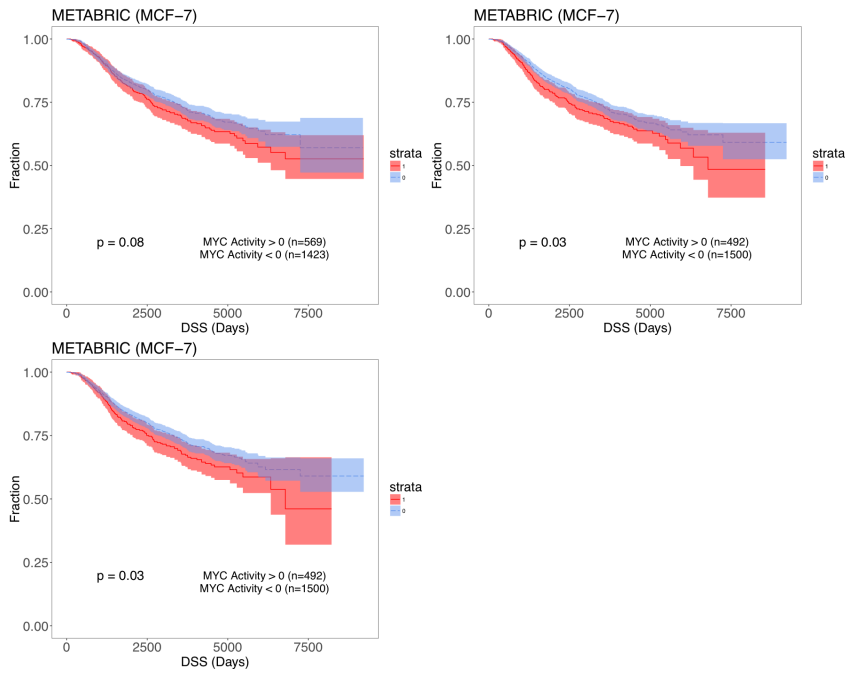 METABRIC (MCF−7)
1.00
0.75
0.50
0.25
0.00
Fraction
p = 0.08
MYC Activity > 0 (n=569)
MYC Activity < 0 (n=1423)
0 2500 5000 7500
DSS (Days)
strata
1
0
METABRIC (MCF−7)
1.00
0.75
0.50
0.25
0.00
Fraction
p = 0.03
MYC Activity > 0 (n=492)
MYC Activity < 0 (n=1500)
0 2500 5000 7500
DSS (Days)
strata
1
0
METABRIC (MCF−7)
1.00
0.75
0.50
0.25
0.00
Fraction
p = 0.03
MYC Activity > 0 (n=492)
MYC Activity < 0 (n=1500)
0 2500 5000 7500
DSS (Days)
strata
1
0